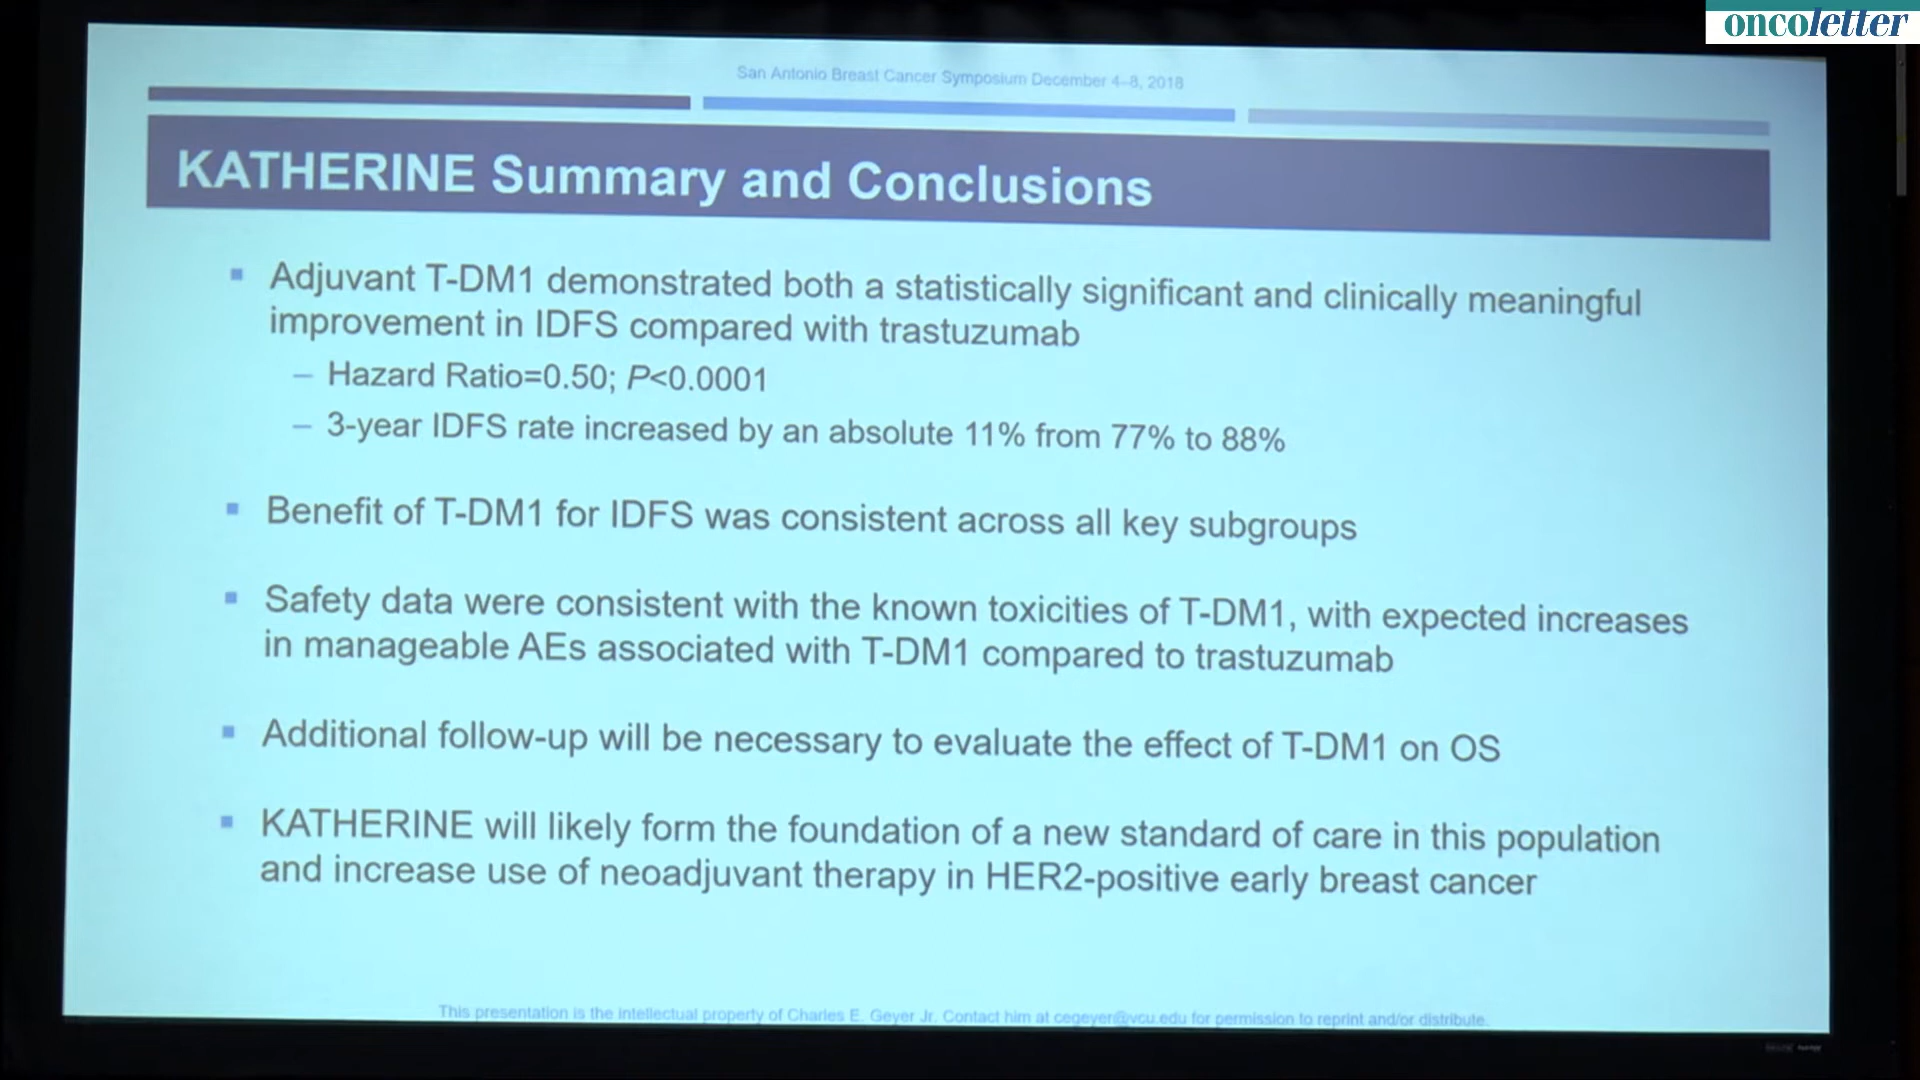 oncoletter
San Antonio Breast Cancer Symposium December 4–8, 2018
KATHERINE Summary and Conclusions
▪ Adjuvant T-DM1 demonstrated both a statistically significant and clinically meaningful
improvement in IDFS compared with trastuzumab
– Hazard Ratio=0.50; P<0.0001
– 3-year IDFS rate increased by an absolute 11% from 77% to 88%
▪ Benefit of T-DM1 for IDFS was consistent across all key subgroups
▪ Safety data were consistent with the known toxicities of T-DM1, with expected increases
in manageable AEs associated with T-DM1 compared to trastuzumab
▪ Additional follow-up will be necessary to evaluate the effect of T-DM1 on OS
▪ KATHERINE will likely form the foundation of a new standard of care in this population
and increase use of neoadjuvant therapy in HER2-positive early breast cancer
This presentation is the intellectual property of Charles E. Geyer Jr. Contact him at cegeyer@vcu.edu for permission to reprint and/or distribute.